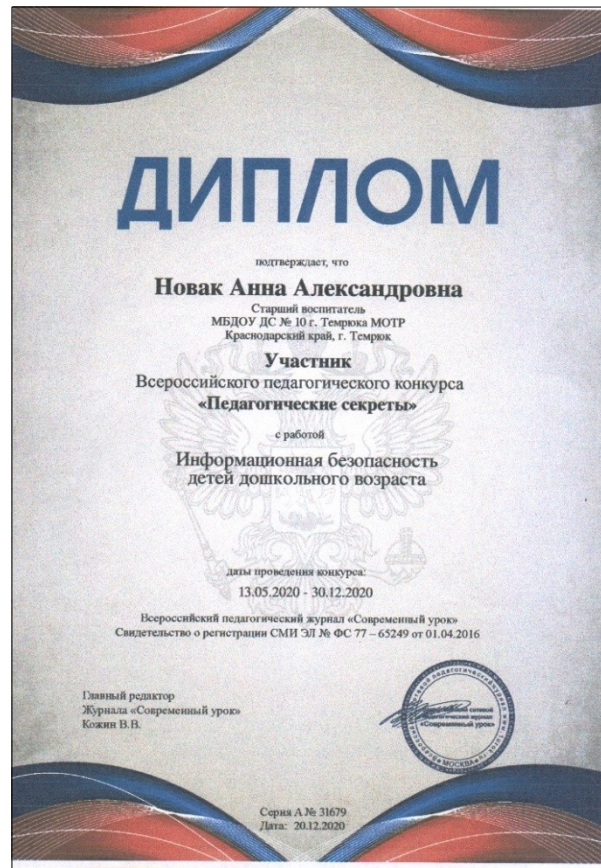 ДИПЛОМ
подтверждает, что
Новак Анна Александровна
Старший воспитатель
МБДОУ ДС № 10 г. Темрюка МОТР
Краснодарский край, г. Темрюк
Участник
Всероссийского педагогического конкурса
«Педагогические секреты»
с работой
Информационная безопасность
детей дошкольного возраста
даты проведения конкурса:
13.05.2020 - 30.12.2020
Всероссийский педагогический журнал «Современный урок»
Свидетельство о регистрации СМИ ЭЛ № ФС 77 – 65249 от 01.04.2016
Главный редактор
Журнала «Современный урок»
Кожин В.В.
«Современный урок»
МОСКВА
Серия А № 31679
Дата: 20.12.2020